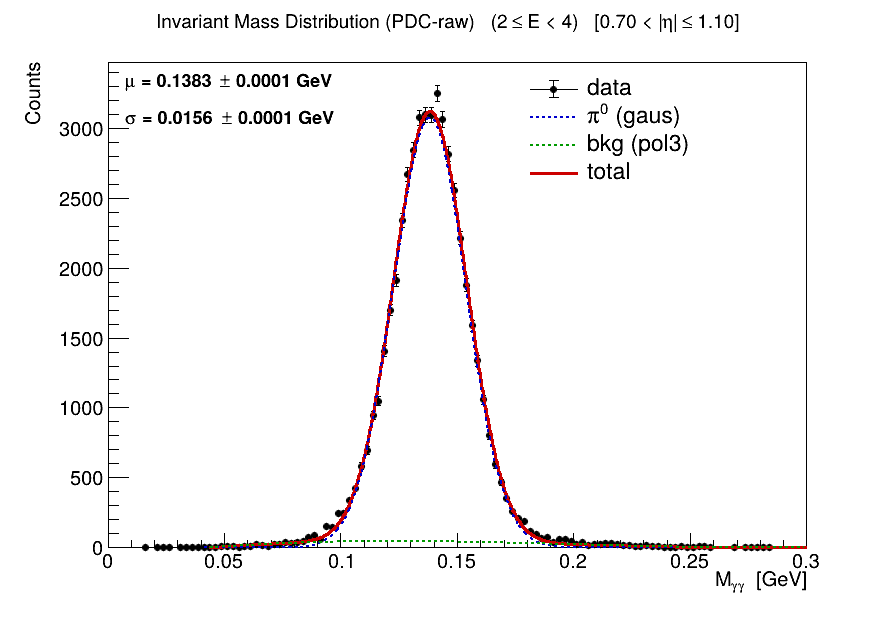 Invariant Mass Distribution (PDC-raw) (2 ≤ E < 4) [0.70 < |η| ≤ 1.10]
Counts
μ = 0.1383 ± 0.0001 GeV
σ = 0.0156 ± 0.0001 GeV
data
π⁰ (gaus)
bkg (pol3)
total
3000
2500
2000
1500
1000
500
0
0 0.05 0.1 0.15 0.2 0.25 0.3
M_γγ [GeV]